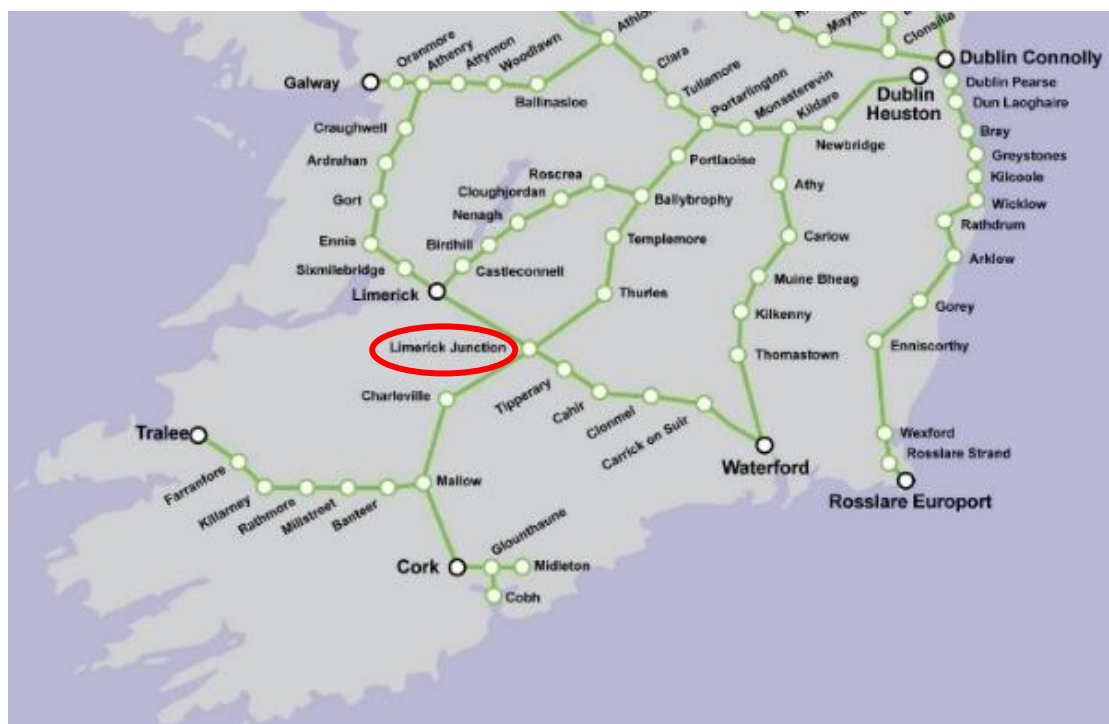 Athlon
Mayn
Clonsilla
Oranmore
Athenry
Attymon
Woodlawn
Galway
Ballinasloe
Clara
Tullamore
Portarlington
Monasterevin
Kildare
Dublin Connolly
Dublin Pearse
Dublin
Heuston
Dun Laoghaire
Newbridge
Bray
Craughwell
Greystones
Ardrahan
Portlaoise
Kilcoole
Roscrea
Athy
Cloughjordan
Gort
Ballybrophy
Wicklow
Nenagh
Rathdrum
Ennis
Birdhill
Templemore
Carlow
Sixmilebridge
Castleconnell
Arklow
Limerick
Thurles
Muine Bheag
Gorey
Kilkenny
Limerick Junction
Enniscorthy
Thomastown
Tipperary
Charleville
Cahir
Clonmel
Carrick on Suir
Tralee
Wexford
Farranfore
Rosslare Strand
Waterford
Killarney
Rathmore
Millstreet
Banteer
Mallow
Rosslare Europort
Glounthaune
Cork
Midleton
Cobh